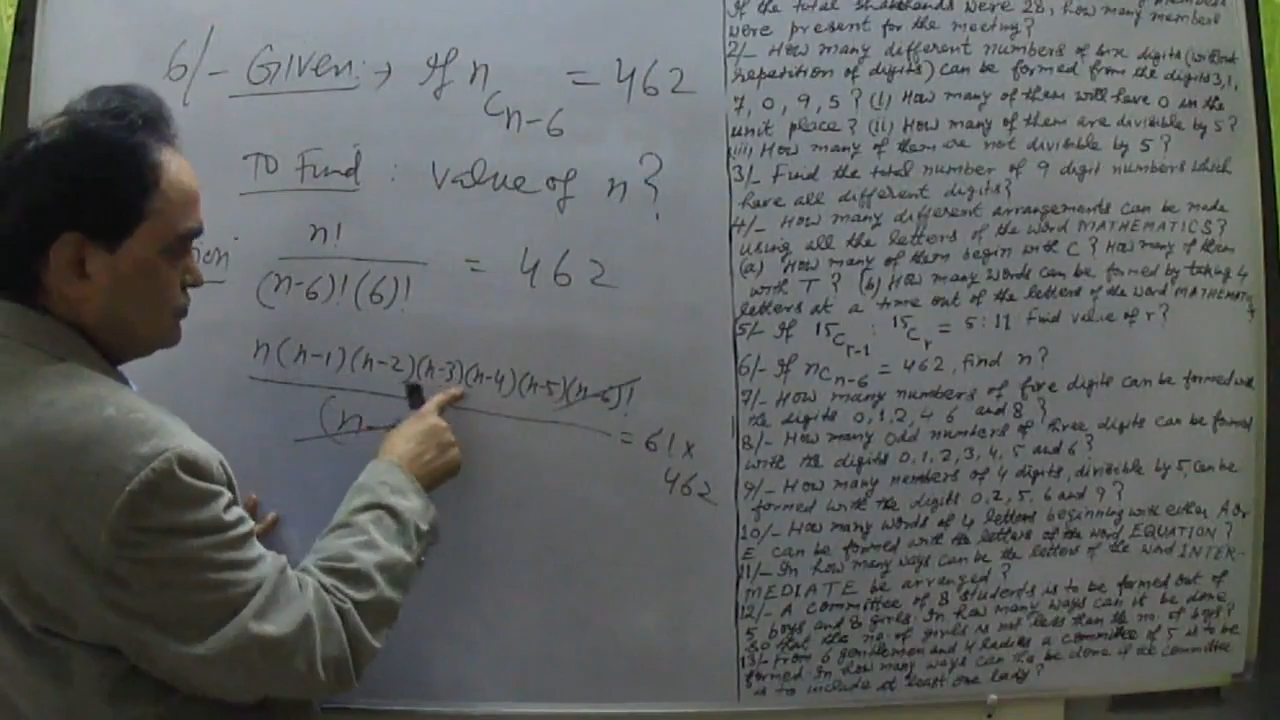 6/- Given:→ If nCn-6 = 462
To Find : value of n?
n!
(n-6)!(6)! = 462
n(n-1)(n-2)(n-3)(n-4)(n-5)(n-6)!
(n
= 6! x
462
If the total handshakes were 28, how many members
were present for the meeting?
2/- How many different numbers of six digits (without
repetition of digits) can be formed from the digits 3,1,
7, 0, 9, 5 ? (i) How many of them will have 0 in the
unit place? (ii) How many of them are divisible by 5?
(iii) How many of them are not divisible by 5 ?
3/- Find the total number of 9 digit numbers which
have all different digits?
4/- How many different arrangements can be made
using all the letters of the word MATHEMATICS?
(a) How many of them begin with C ? How many of them
with T ? (b) How many words can be formed by taking 4
letters at a time out of the letters of the word MATHEMATI
5/- If 15Cr-1 : 15Cr = 5:11 Find value of r?
6/- If nCn-6 = 462, find n?
7/- How many numbers of five digits can be formed with
the digits 0,1,2,4 6 and 8 ?
8/- How many odd numbers of three digits can be formed
with the digits 0,1,2,3,4,5 and 6 ?
9/- How many numbers of 4 digits, divisible by 5, can be
formed with the digits 0,2,5,6 and 9 ?
10/- How many words of 4 letters beginning with either A or
E can be formed with the letters of the word EQUATION ?
11/- In how many ways can be the letters of the word INTER-
MEDIATE be arranged ?
12/- A committee of 8 students is to be formed out of
5 boys and 8 girls. In how many ways can it be done
so that the no. of girls is not less than the no. of boys?
13/- From 6 gentlemen and 4 ladies a committee of 5 is to be
formed In how many ways can the be done if the committee
is to include at least one lady?